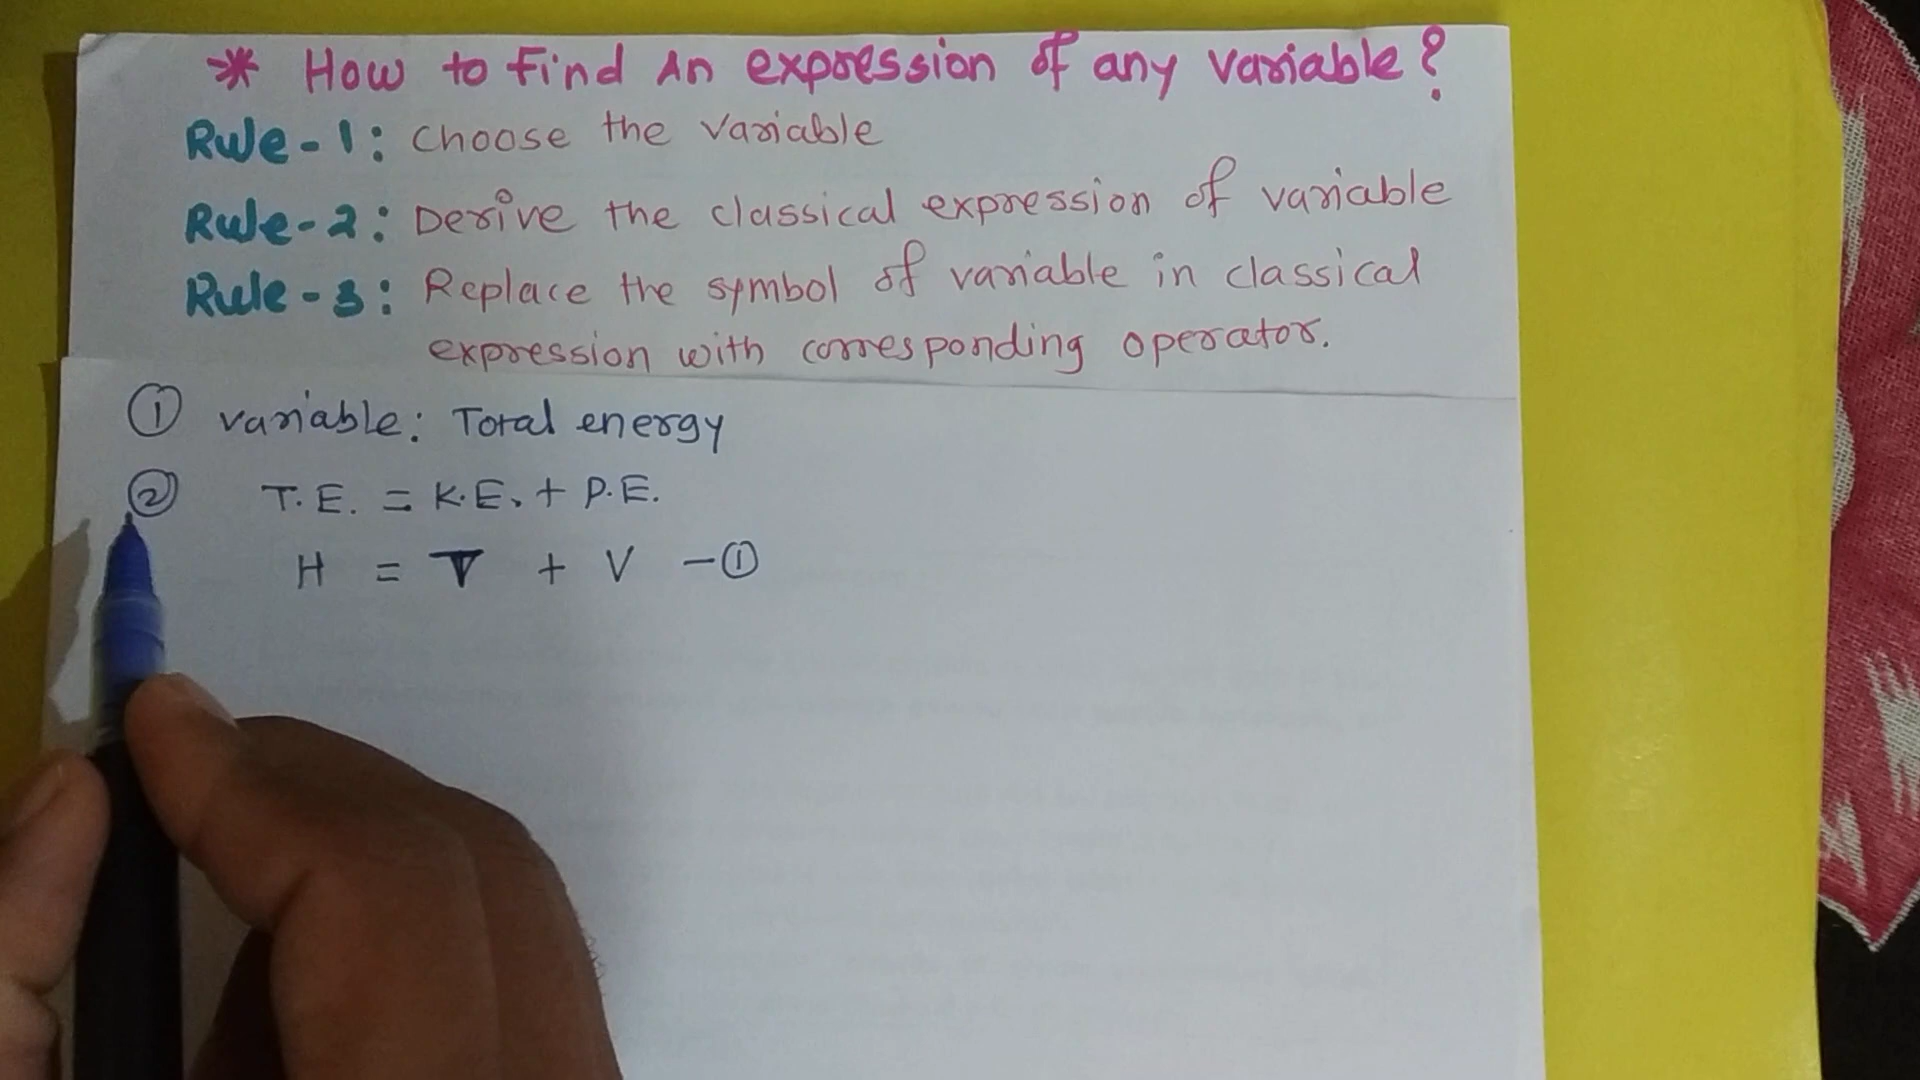 * How to Find An expression of any variable?
Rule-1: Choose the variable
Rule-2: Derive the classical expression of variable
Rule-3: Replace the symbol of variable in classical
expression with corresponding operator.
① variable: Total energy
② T.E. = K.E. + P.E.
H = T + V -①